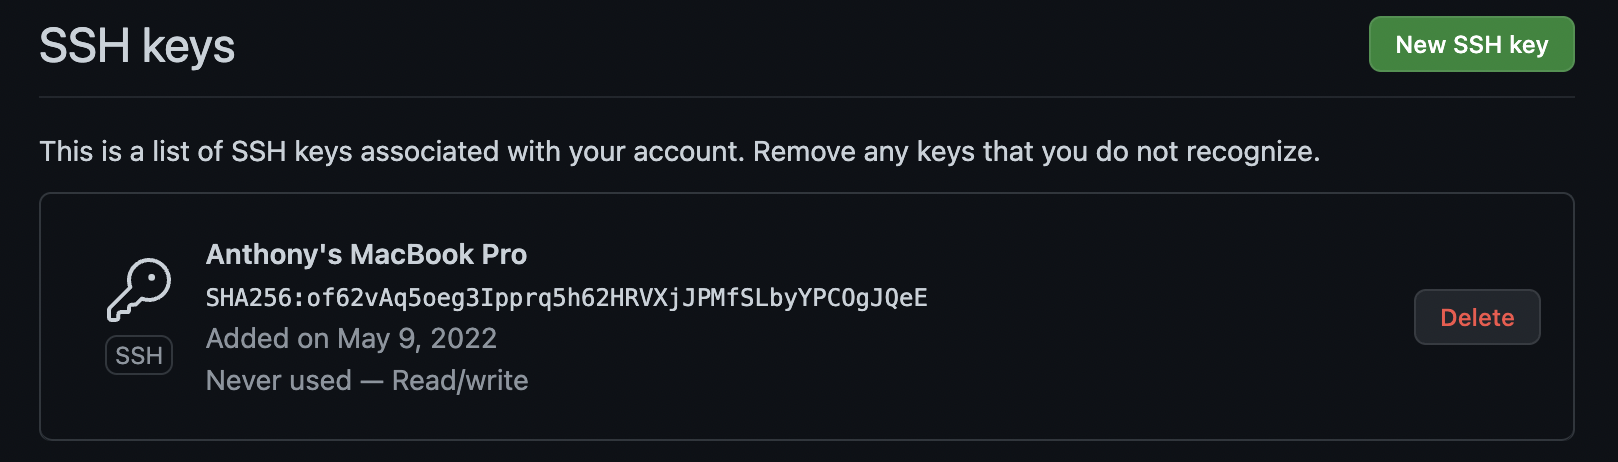 SSH keys
New SSH key
This is a list of SSH keys associated with your account. Remove any keys that you do not recognize.
Anthony's MacBook Pro
SHA256:of62vAq5oeg3Ipprq5h62HRVXjJPMfSLbyYPCOgJQeE
Added on May 9, 2022
SSH
Never used — Read/write
Delete